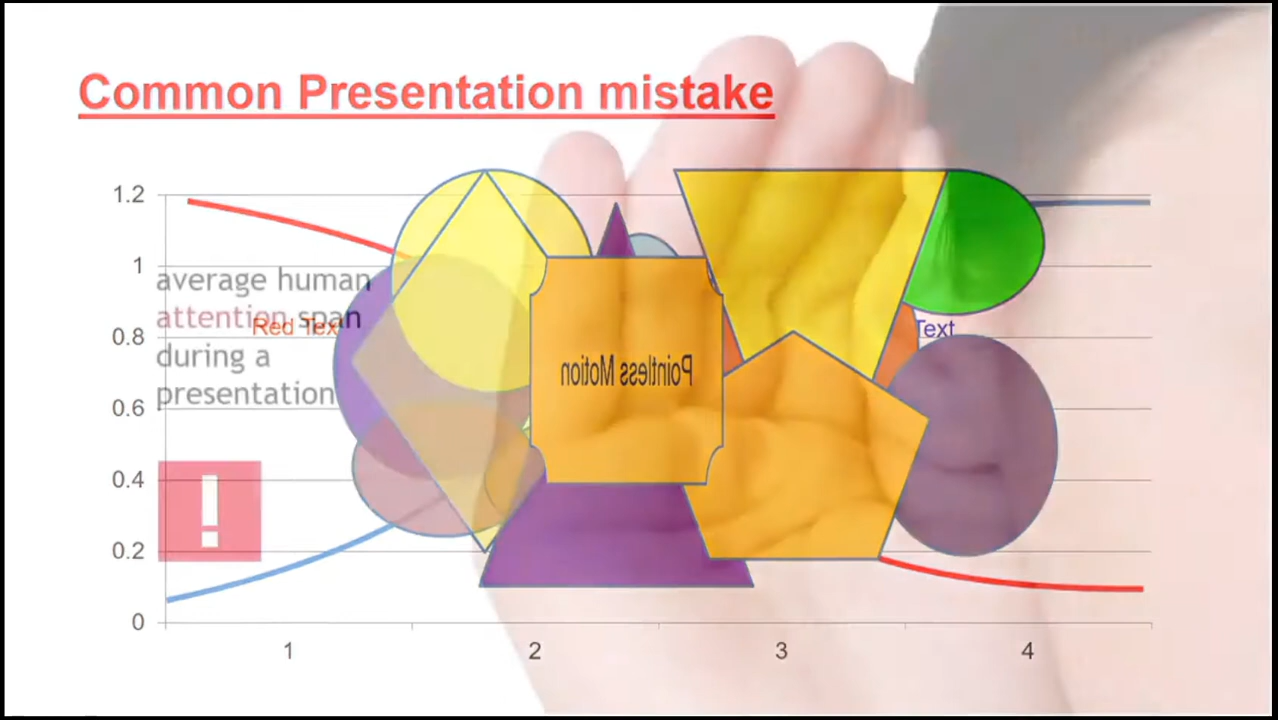 Common Presentation mistake
1.2
1
0.8
0.6
0.4
0.2
0
average human
attention span
during a
presentation
Red Tex
Text
Pointless Motion
!
1
2
3
4